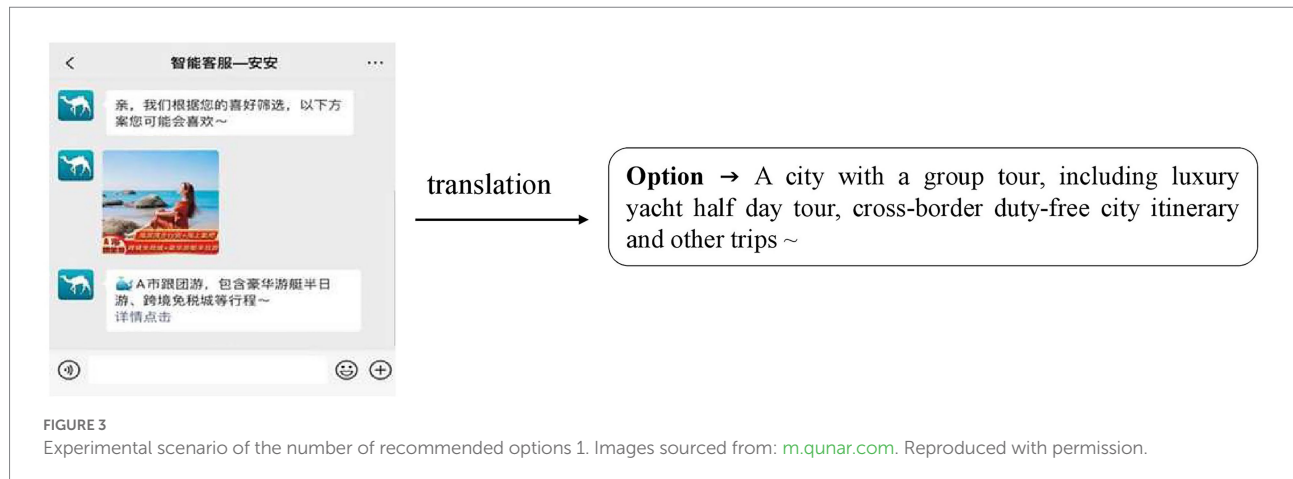 智能客服—安安
亲，我们根据您的喜好筛选，以下方
案您可能会喜欢～
A市跟团游，包含豪华游艇半日
游、跨境免税城等行程～
详情点击
translation
Option → A city with a group tour, including luxury
yacht half day tour, cross-border duty-free city itinerary
and other trips ~
FIGURE 3
Experimental scenario of the number of recommended options 1. Images sourced from: m.qunar.com. Reproduced with permission.